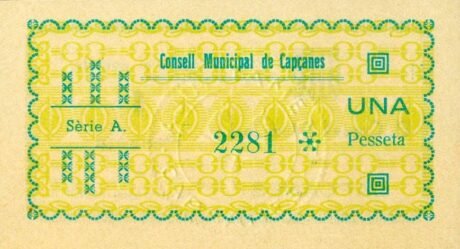 Consell Municipal de Capçanes
Sèrie A.
2281
UNA
Pesseta